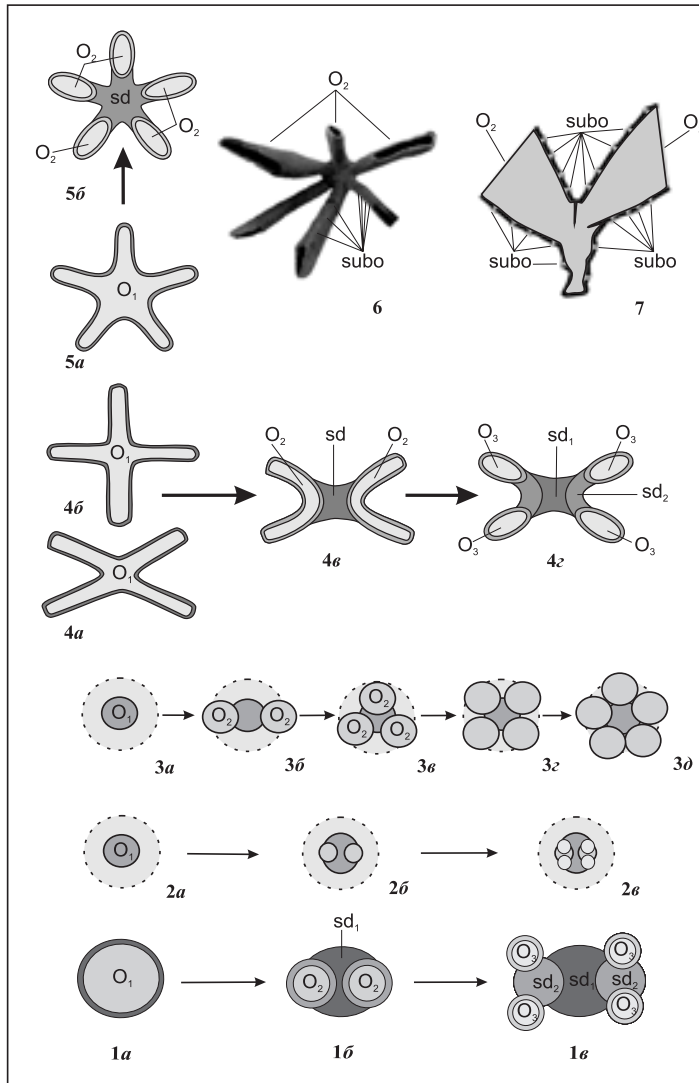 O₂
sd
O₂
O₂
5б
O₁
5а
O₂
subo
6
O₂
subo
O
subo
subo
7
O₁
4б
O₁
4а
O₂
sd
O₂
4в
O₃
sd₁
O₃
sd₂
O₃
O₃
4г
O₁
3а
O₂
O₂
3б
O₂
O₂
O₂
3в
3г
3д
O₁
2а
2б
2в
O₁
1а
sd₁
O₂
O₂
1б
O₃
O₃
sd₂
sd₁
sd₂
O₃
O₃
1в